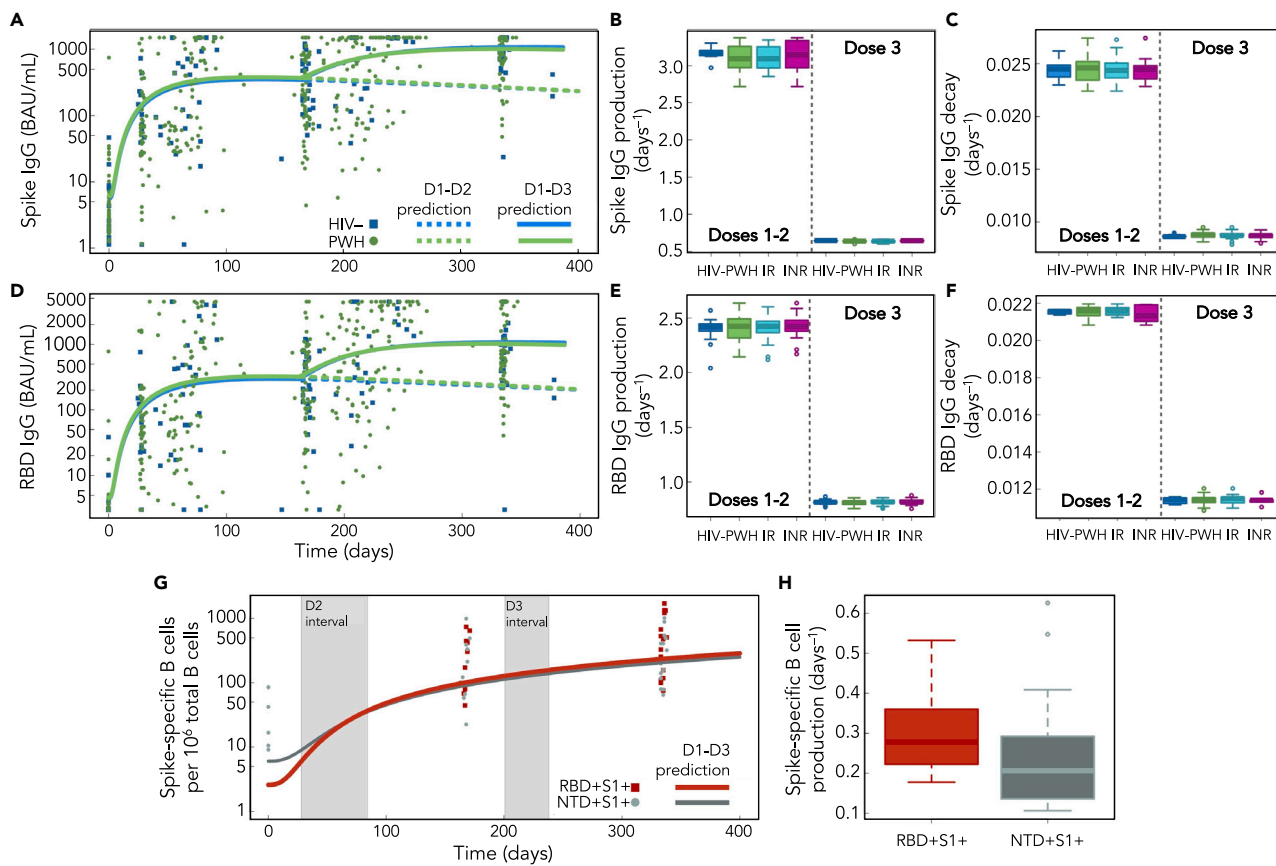 A
Spike IgG (BAU/mL)
1000
500
100
50
10
5
1
0 100 200 300 400
D1-D2 prediction
D1-D3 prediction
HIV–
PWH
B
Spike IgG production (days⁻¹)
3.0
2.5
2.0
1.5
1.0
0.5
Dose 3
Doses 1-2
HIV-PWH IR INR HIV-PWH IR INR
C
Spike IgG decay (days⁻¹)
0.025
0.020
0.015
0.010
Dose 3
Doses 1-2
HIV-PWH IR INR HIV-PWH IR INR
D
RBD IgG (BAU/mL)
5000
2000
1000
500
200
100
50
20
10
5
0 100 200 300 400
Time (days)
E
RBD IgG production (days⁻¹)
2.5
2.0
1.5
1.0
Dose 3
Doses 1-2
HIV-PWH IR INR HIV-PWH IR INR
F
RBD IgG decay (days⁻¹)
0.022
0.020
0.018
0.016
0.014
0.012
Dose 3
Doses 1-2
HIV-PWH IR INR HIV-PWH IR INR
G
Spike-specific B cells per 10⁶ total B cells
1000
500
100
50
10
5
1
D2 interval
D3 interval
D1-D3 prediction
RBD+S1+
NTD+S1+
0 100 200 300 400
Time (days)
H
Spike-specific B cell production (days⁻¹)
0.6
0.5
0.4
0.3
0.2
0.1
RBD+S1+ NTD+S1+